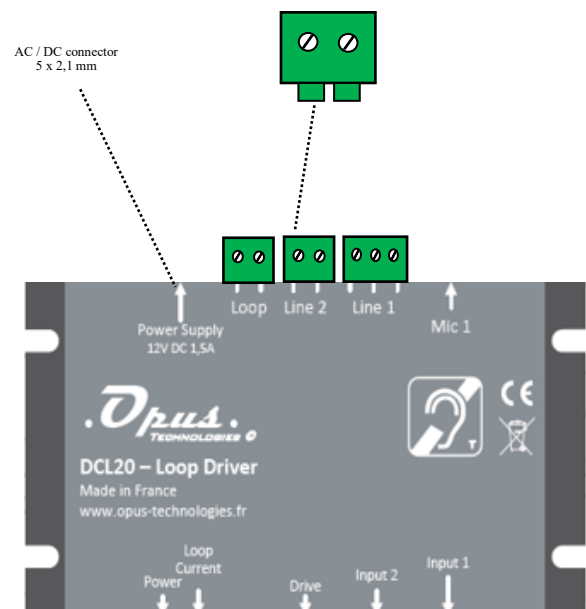 AC / DC connector
5 x 2,1 mm
Loop Line 2 Line 1 Mic 1
Power Supply
12V DC 1,5A
.Opus.
TECHNOLOGIES ©
CE
T
DCL20 – Loop Driver
Made in France
www.opus-technologies.fr
Loop
Current
Power
Drive
Input 2
Input 1